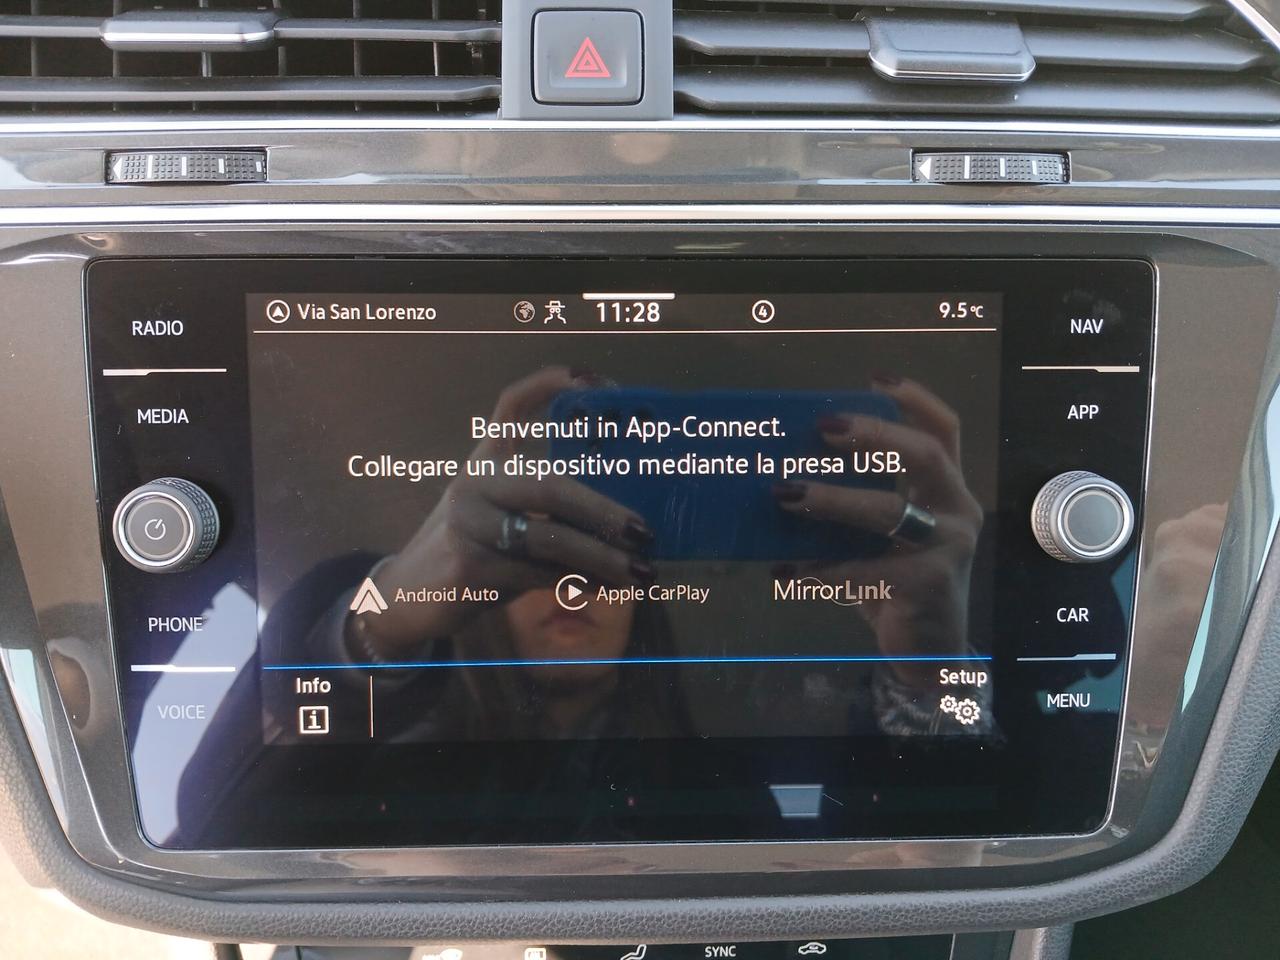 Via San Lorenzo 11:28 4 9.5°C
RADIO
NAV
MEDIA
APP
Benvenuti in App-Connect.
Collegare un dispositivo mediante la presa USB.
Android Auto
Apple CarPlay
MirrorLink
PHONE
CAR
Info
Setup
VOICE
MENU
SYNC